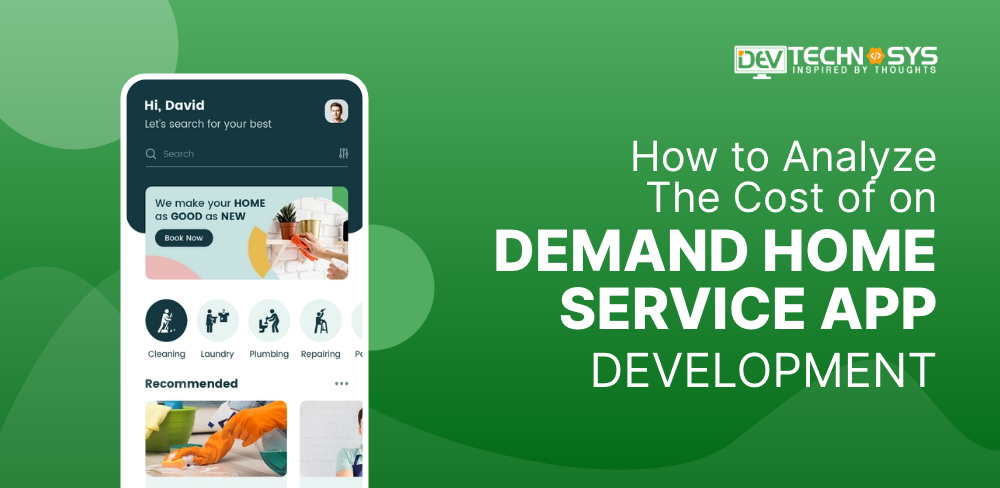 Hi, David
Let's search for your best
Search
We make your HOME
as GOOD as NEW
Book Now
Cleaning
Laundry
Plumbing
Repairing
Recommended
DEV TECHNOSYS
INSPIRED BY THOUGHTS
How to Analyze
The Cost of on
DEMAND HOME
SERVICE APP
DEVELOPMENT